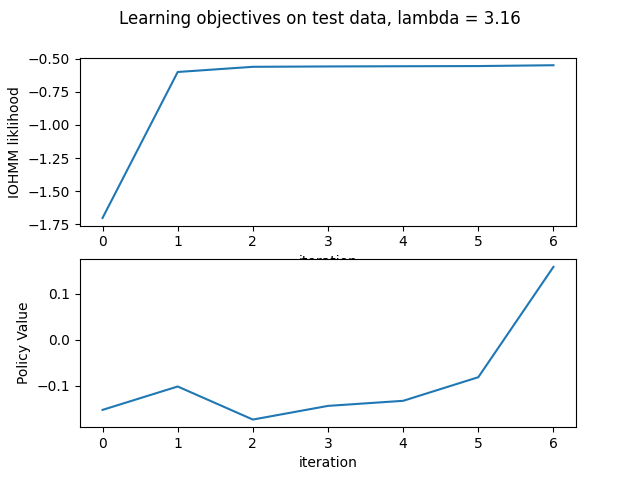 Learning objectives on test data, lambda = 3.16
−0.50
−0.75
−1.00
−1.25
−1.50
−1.75
IOHMM liklihood
0 1 2 3 4 5 6
iteration
0.1
0.0
−0.1
Policy Value
0 1 2 3 4 5 6
iteration